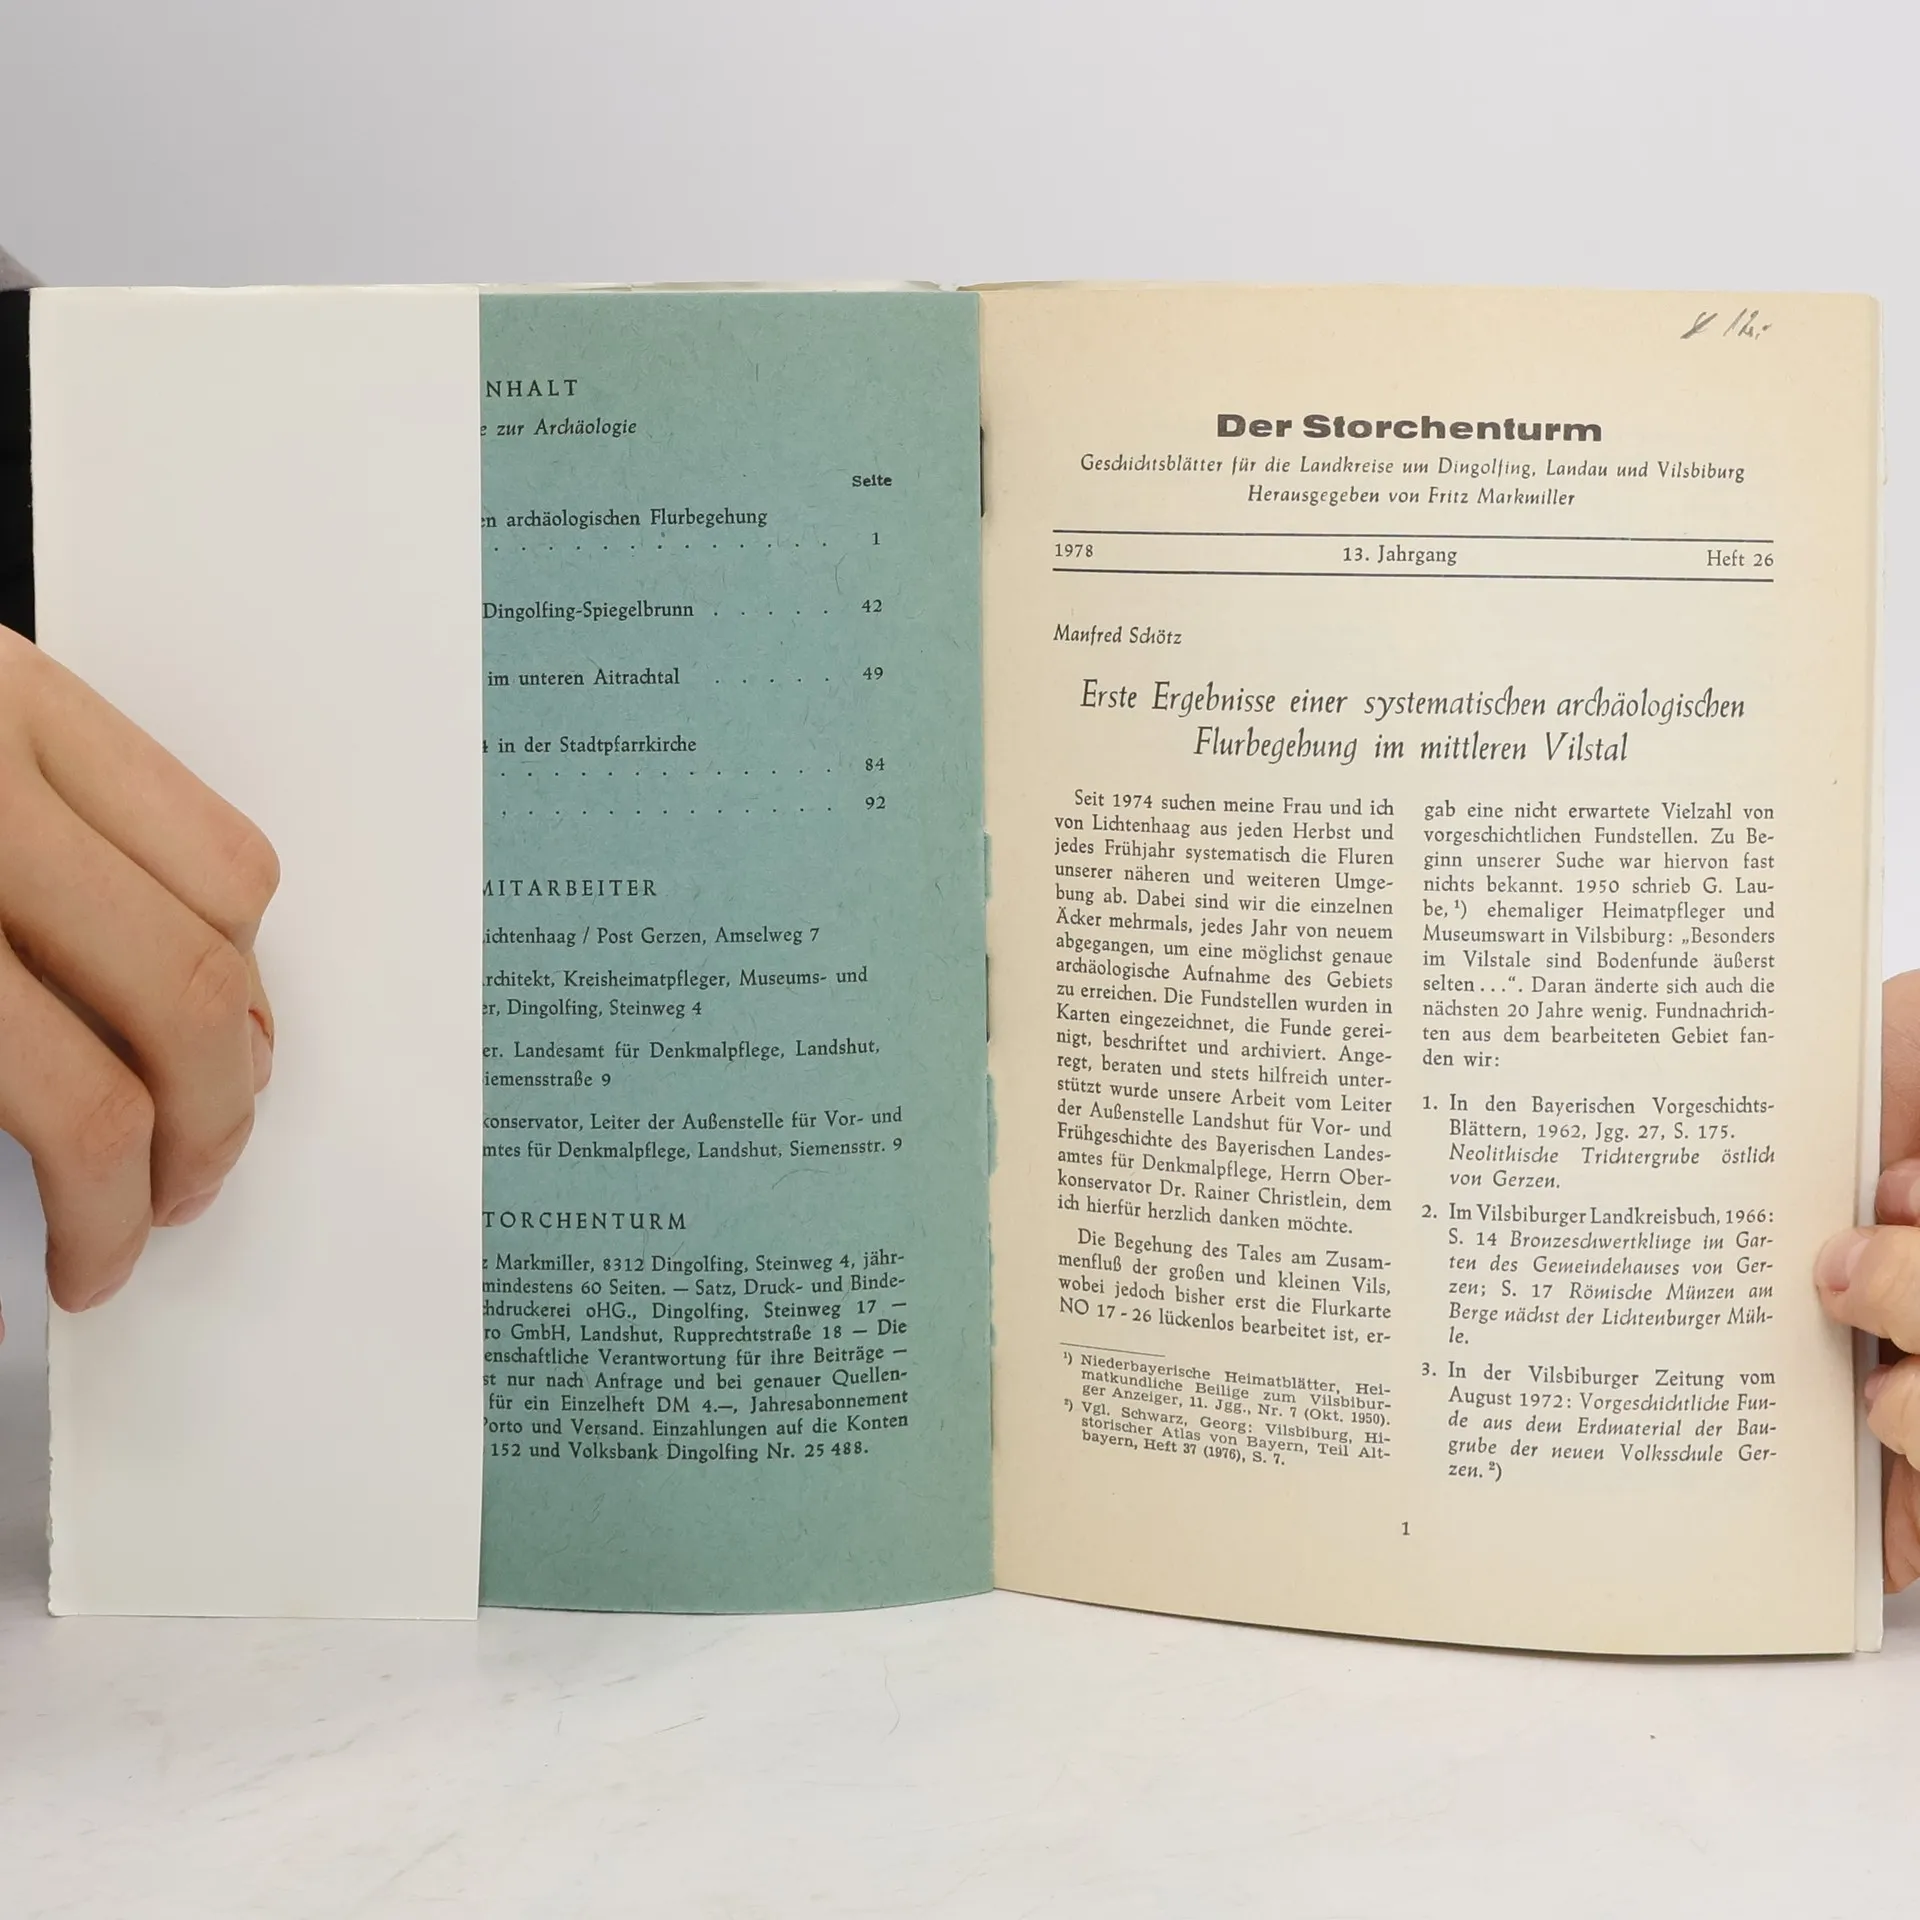 NHALT
zur Archäologie
Seite
en archäologischen Flurbegehung
. . . . . . . . . . . . . 1
Dingolfing-Spiegelbrunn . . . . . 42
im unteren Aitrachtal . . . . . 49
in der Stadtpfarrkirche
. . . . . . . . . . . . . 84
. . . . . . . . . . . . . 92
MITARBEITER
ichtenhaag / Post Gerzen, Amselweg 7
rchitekt, Kreisheimatpfleger, Museums- und
er, Dingolfing, Steinweg 4
er. Landesamt für Denkmalpflege, Landshut,
iemensstraße 9
konservator, Leiter der Außenstelle für Vor- und
mtes für Denkmalpflege, Landshut, Siemensstr. 9
TORCHENTURM
Markmiller, 8312 Dingolfing, Steinweg 4, jähr-
mindestens 60 Seiten. — Satz, Druck- und Binde-
hdruckerei oHG., Dingolfing, Steinweg 17 —
ro GmbH, Landshut, Rupprechtstraße 18 — Die
enschaftliche Verantwortung für ihre Beiträge —
st nur nach Anfrage und bei genauer Quellen-
für ein Einzelheft DM 4.—, Jahresabonnement
Porto und Versand. Einzahlungen auf die Konten
152 und Volksbank Dingolfing Nr. 25 488.
Der Storchenturm
Geschichtsblätter für die Landkreise um Dingolfing, Landau und Vilsbiburg
Herausgegeben von Fritz Markmiller
1978 13. Jahrgang Heft 26
Manfred Schötz
Erste Ergebnisse einer systematischen archäologischen
Flurbegehung im mittleren Vilstal
Seit 1974 suchen meine Frau und ich
von Lichtenhaag aus jeden Herbst und
jedes Frühjahr systematisch die Fluren
unserer näheren und weiteren Umge-
bung ab. Dabei sind wir die einzelnen
Äcker mehrmals, jedes Jahr von neuem
abgegangen, um eine möglichst genaue
archäologische Aufnahme des Gebiets
zu erreichen. Die Fundstellen wurden in
Karten eingezeichnet, die Funde gerei-
nigt, beschriftet und archiviert. Ange-
regt, beraten und stets hilfreich unter-
stützt wurde unsere Arbeit vom Leiter
der Außenstelle Landshut für Vor- und
Frühgeschichte des Bayerischen Landes-
amtes für Denkmalpflege, Herrn Ober-
konservator Dr. Rainer Christlein, dem
ich hierfür herzlich danken möchte.
Die Begehung des Tales am Zusam-
menfluß der großen und kleinen Vils,
wobei jedoch bisher erst die Flurkarte
NO 17 - 26 lückenlos bearbeitet ist, er-
¹) Niederbayerische Heimatblätter, Hei-
matkundliche Beilige zum Vilsbibur-
ger Anzeiger, 11. Jgg., Nr. 7 (Okt. 1950).
²) Vgl. Schwarz, Georg: Vilsbiburg, Hi-
storischer Atlas von Bayern, Teil Alt-
bayern, Heft 37 (1976), S. 7.
gab eine nicht erwartete Vielzahl von
vorgeschichtlichen Fundstellen. Zu Be-
ginn unserer Suche war hiervon fast
nichts bekannt. 1950 schrieb G. Lau-
be, ¹) ehemaliger Heimatpfleger und
Museumswart in Vilsbiburg: „Besonders
im Vilstale sind Bodenfunde äußerst
selten . . .“. Daran änderte sich auch die
nächsten 20 Jahre wenig. Fundnachrich-
ten aus dem bearbeiteten Gebiet fan-
den wir:
1. In den Bayerischen Vorgeschichts-
Blättern, 1962, Jgg. 27, S. 175.
Neolithische Trichtergrube östlich
von Gerzen.
2. Im Vilsbiburger Landkreisbuch, 1966:
S. 14 Bronzeschwertklinge im Gar-
ten des Gemeindehauses von Ger-
zen; S. 17 Römische Münzen am
Berge nächst der Lichtenburger Müh-
le.
3. In der Vilsbiburger Zeitung vom
August 1972: Vorgeschichtliche Fun-
de aus dem Erdmaterial der Bau-
grube der neuen Volksschule Ger-
zen. ²)
1